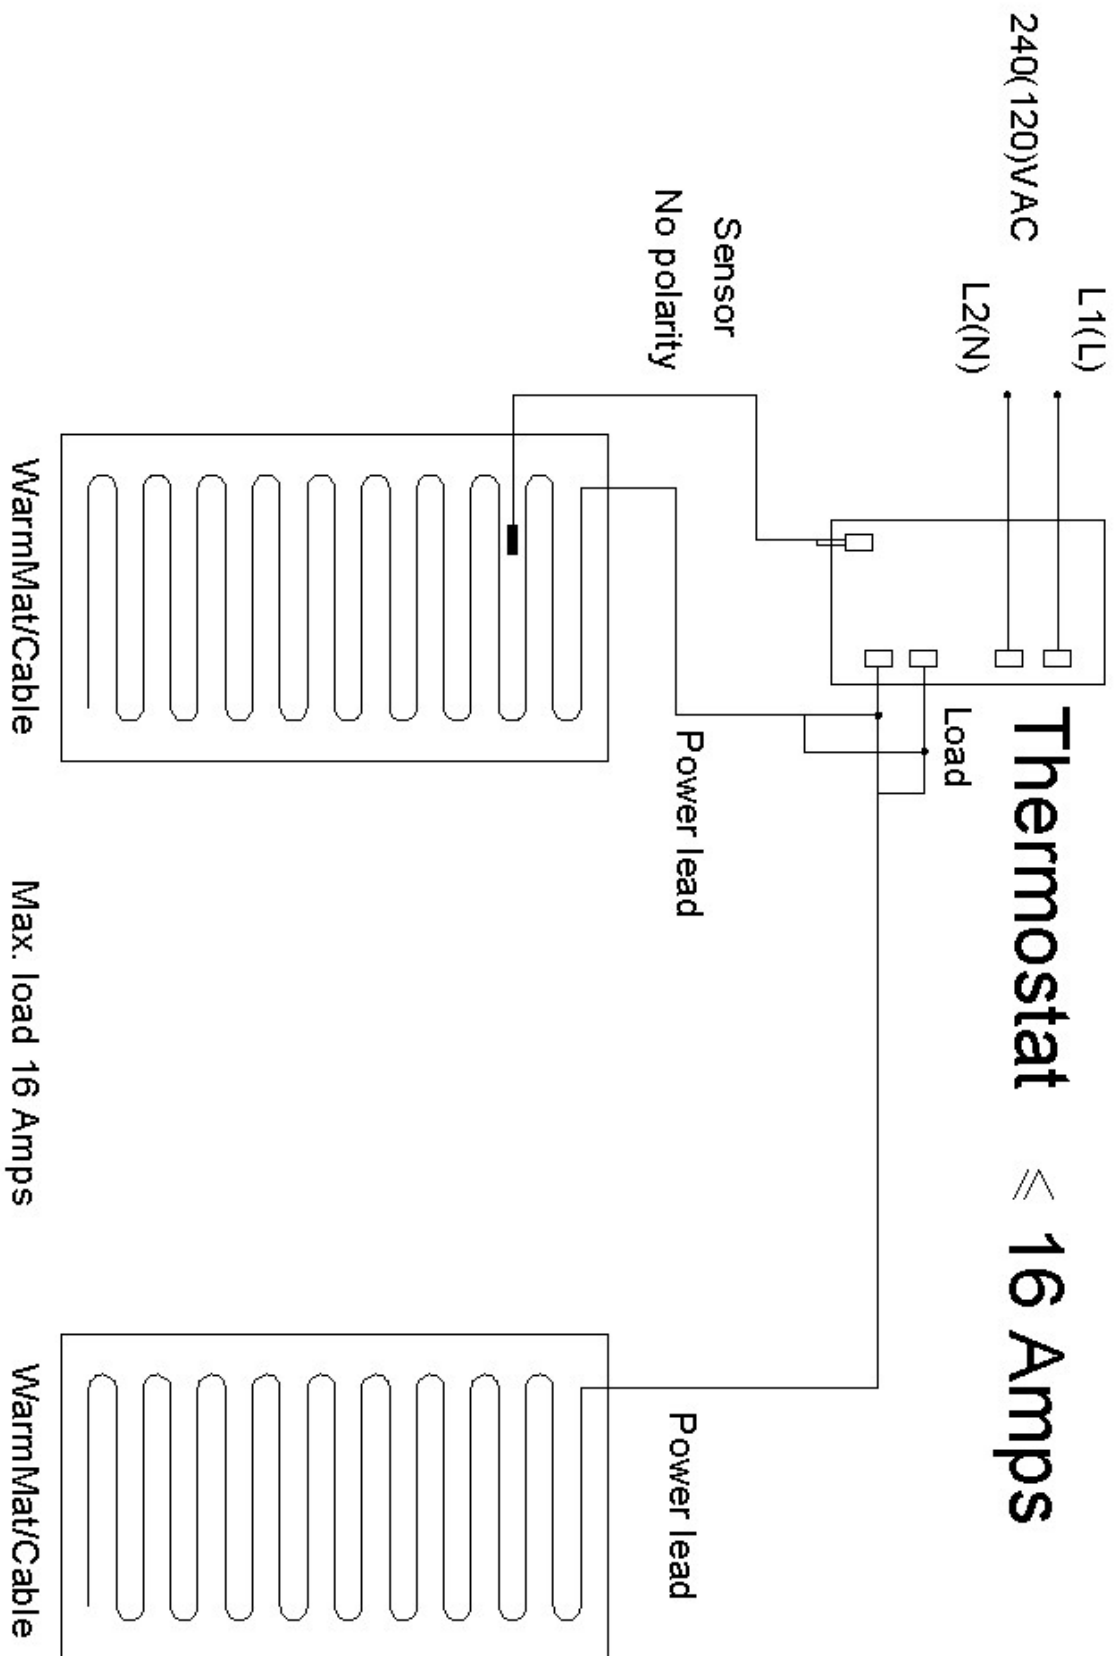 Thermostat ≤ 16 Amps
L1(L)
240(120)VAC
L2(N)
Load
Sensor
No polarity
Power lead
Power lead
WarmMat/Cable
Max. load 16 Amps
WarmMat/Cable